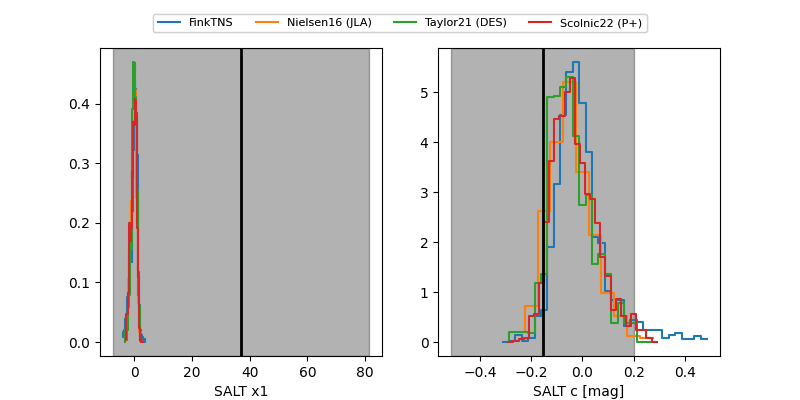 FinkTNS Nielsen16 (JLA) Taylor21 (DES) Scolnic22 (P+)
0.4
0.3
0.2
0.1
0.0
0 20 40 60 80
SALT x1
5
4
3
2
1
0
−0.4 −0.2 0.0 0.2 0.4
SALT c [mag]